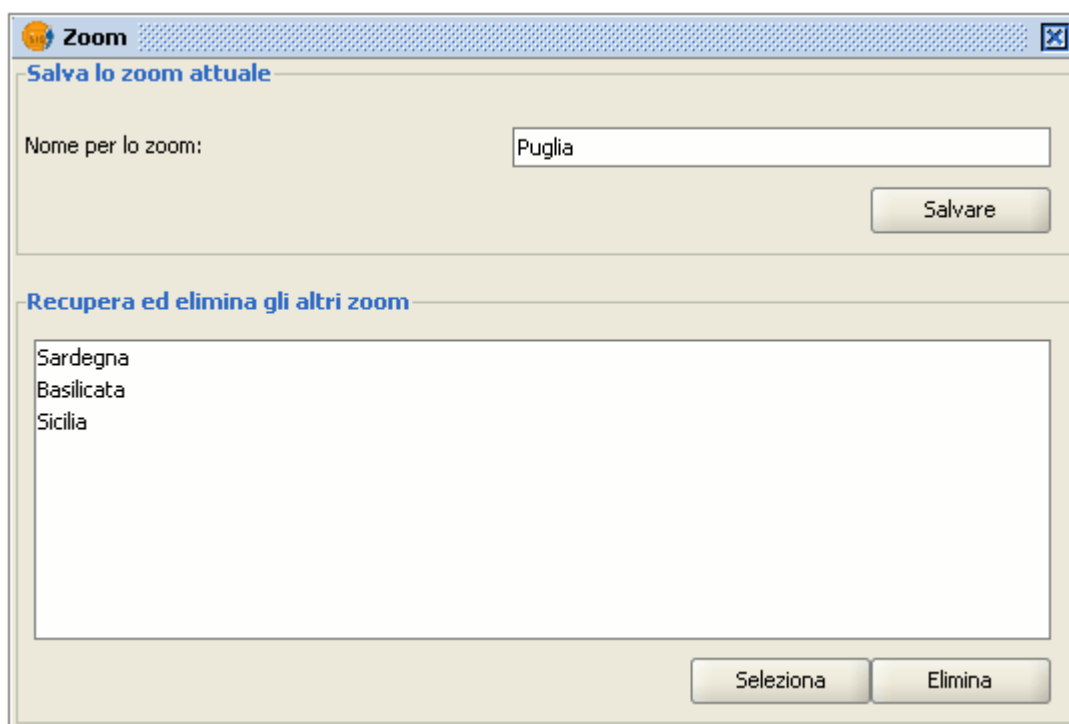 Zoom
Salva lo zoom attuale
Nome per lo zoom: Puglia
Salvare
Recupera ed elimina gli altri zoom
Sardegna
Basilicata
Sicilia
Seleziona Elimina